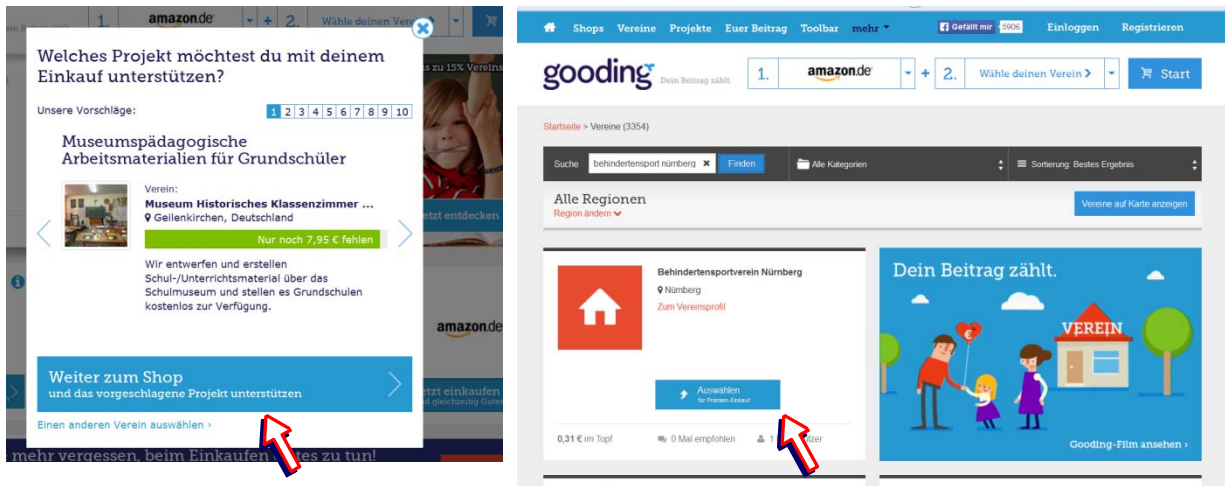 1.
amazon.de
+
2.
Wähle deinen Vere
Welches Projekt möchtest du mit deinem
Einkauf unterstützen?
s zu 15% Vereins
Unsere Vorschläge:
1 2 3 4 5 6 7 8 9 10
Museumspädagogische
Arbeitsmaterialien für Grundschüler
Verein:
Museum Historisches Klassenzimmer ...
Geilenkirchen, Deutschland
Nur noch 7,95 € fehlen
etzt entdecken
Wir entwerfen und erstellen
Schul-/Unterrichtsmaterial über das
Schulmuseum und stellen es Grundschulen
kostenlos zur Verfügung.
amazon.de
Weiter zum Shop
und das vorgeschlagene Projekt unterstützen
etzt einkaufen
d gleichzeitig Gutes
Einen anderen Verein auswählen ›
mehr vergessen, beim Einkaufen tes zu tun!
Shops Vereine Projekte Euer Beitrag Toolbar mehr
Gefällt mir 5906
Einloggen Registrieren
gooding
Dein Beitrag zählt.
1. amazon.de + 2. Wähle deinen Verein › Start
Startseite > Vereine (3354)
Suche behindertensport nürnberg Finden Alle Kategorien Sortierung: Bestes Ergebnis
Alle Regionen
Region ändern
Vereine auf Karte anzeigen
Behindertensportverein Nürnberg
Nürnberg
Zum Vereinsprofil
Auswählen
für Prämien-Einkauf
0,31 € im Topf 0 Mal empfohlen 1 tzer
Dein Beitrag zählt.
€
VEREIN
Gooding-Film ansehen ›